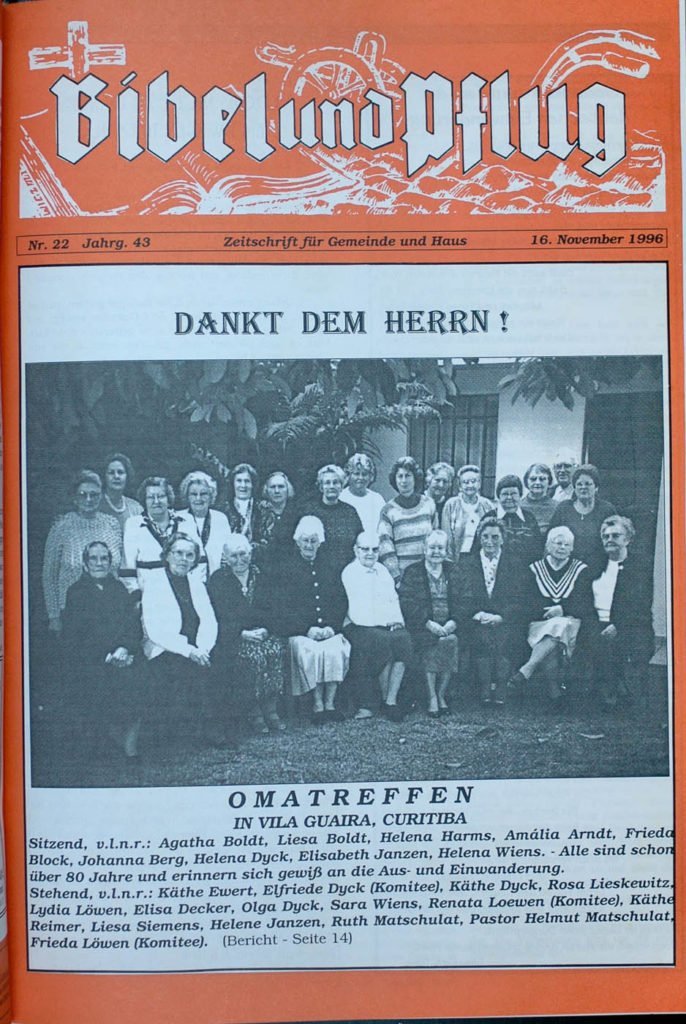 Bibel und Pflug
Nr. 22 Jahrg. 43 Zeitschrift für Gemeinde und Haus 16. November 1996
DANKT DEM HERRN!
OMATREFFEN
IN VILA GUAIRA, CURITIBA
Sitzend, v.l.n.r.: Agatha Boldt, Liesa Boldt, Helena Harms, Amália Arndt, Frieda
Block, Johanna Berg, Helena Dyck, Elisabeth Janzen, Helena Wiens. - Alle sind schon
über 80 Jahre und erinnern sich gewiß an die Aus- und Einwanderung.
Stehend, v.l.n.r.: Käthe Ewert, Elfriede Dyck (Komitee), Käthe Dyck, Rosa Lieskewitz,
Lydia Löwen, Elisa Decker, Olga Dyck, Sara Wiens, Renata Loewen (Komitee), Käthe
Reimer, Liesa Siemens, Helene Janzen, Ruth Matschulat, Pastor Helmut Matschulat,
Frieda Löwen (Komitee). (Bericht - Seite 14)